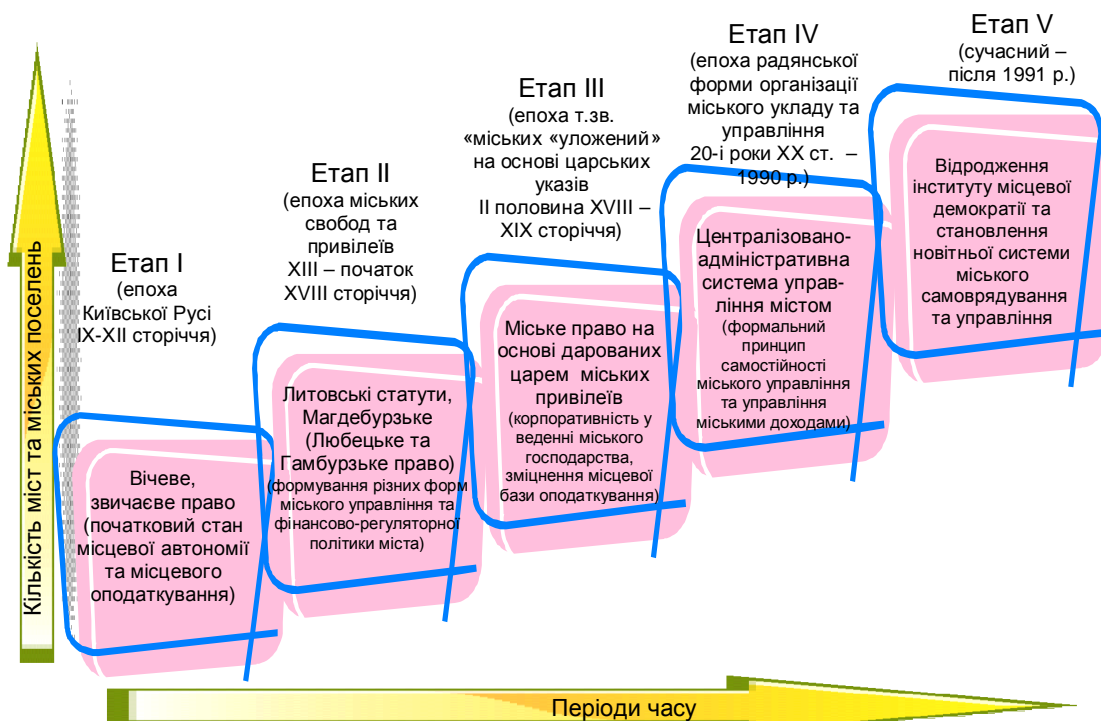 Кількість міст та міських поселень
Етап I
(епоха
Київської Русі
IX-XII сторіччя)
Вічеве,
звичаєве право
(початковий стан
місцевої автономії
та місцевого
оподаткування)
Етап II
(епоха міських
свобод та
привілеїв
XIII – початок
XVIII сторіччя)
Литовські статути,
Магдебурзьке
(Любецьке та
Гамбурзьке право)
(формування різних форм
міського управління та
фінансово-регуляторної
політики міста)
Етап III
(епоха т.зв.
«міських «уложений»
на основі царських
указів
II половина XVIII –
XIX сторіччя)
Міське право на
основі дарованих
царем міських
привілеїв
(корпоративність у
веденні міського
господарства,
зміцнення місцевої
бази оподаткування)
Етап IV
(епоха радянської
форми організації
міського укладу та
управління
20-і роки XX ст. –
1990 р.)
Централізовано-
адміністративна
система управ-
ління містом
(формальний
принцип
самостійності
міського управління
та управління
міськими доходами)
Етап V
(сучасний –
після 1991 р.)
Відродження
інституту місцевої
демократії та
становлення
новітної системи
міського
самоврядування
та управління
Періоди часу